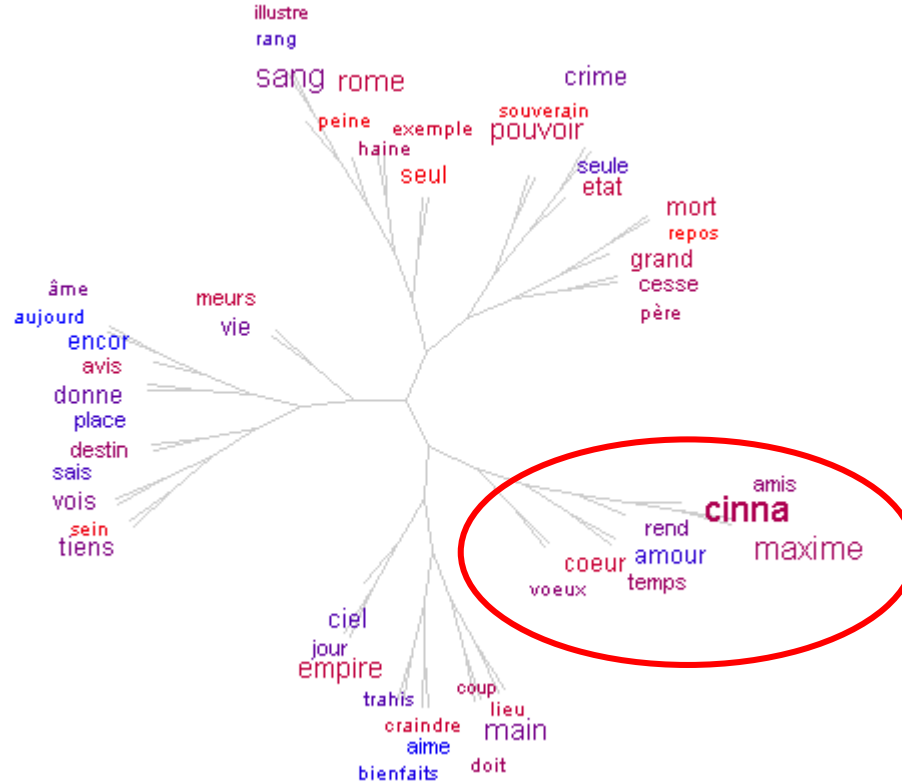 illustre
rang
sang rome
crime
peine
exemple
haine
seul
souverain
pouvoir
seule
etat
mort
repos
grand
cesse
père
âme
aujourd
encor
avis
donne
place
destin
sais
vois
sein
tiens
meurs
vie
amis
cinna
maxime
rend
amour
coeur
temps
voeux
ciel
jour
empire
trahis
craindre
aime
bienfaits
coup
lieu
main
doit